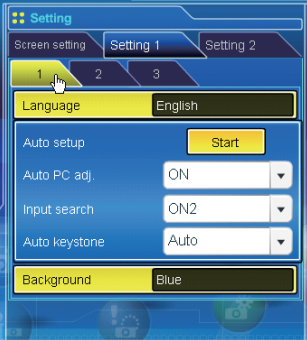 Setting
Screen setting Setting 1 Setting 2
1 2 3
Language English
Auto setup Start
Auto PC adj. ON
Input search ON2
Auto keystone Auto
Background Blue